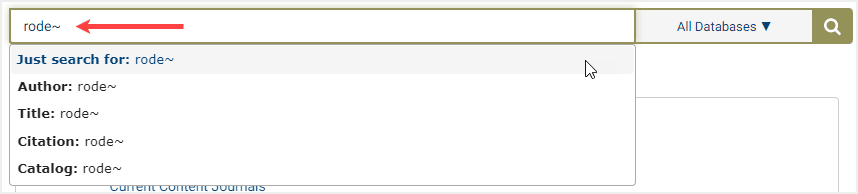 rode~
All Databases ▼
Just search for: rode~
Author: rode~
Title: rode~
Citation: rode~
Catalog: rode~
Current Content Journals